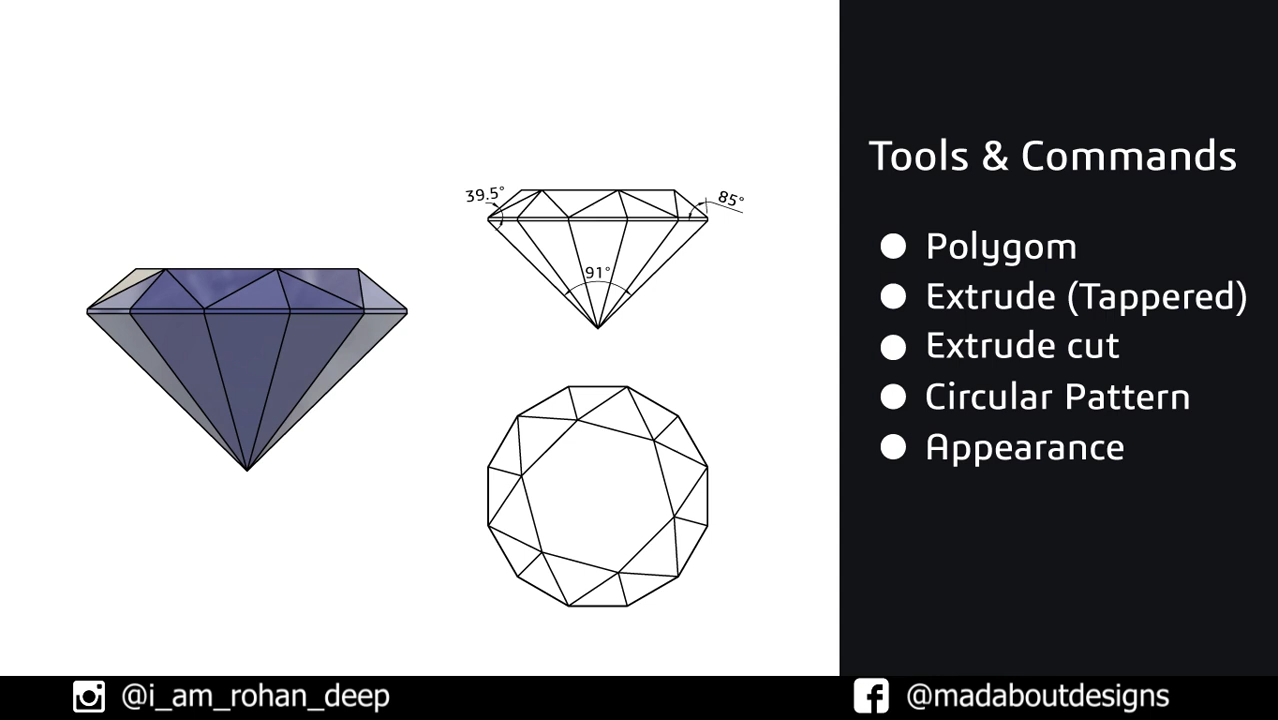 Tools & Commands
39.5°
85°
Polygom
91°
Extrude (Tappered)
Extrude cut
Circular Pattern
Appearance
@i_am_rohan_deep
@madaboutdesigns